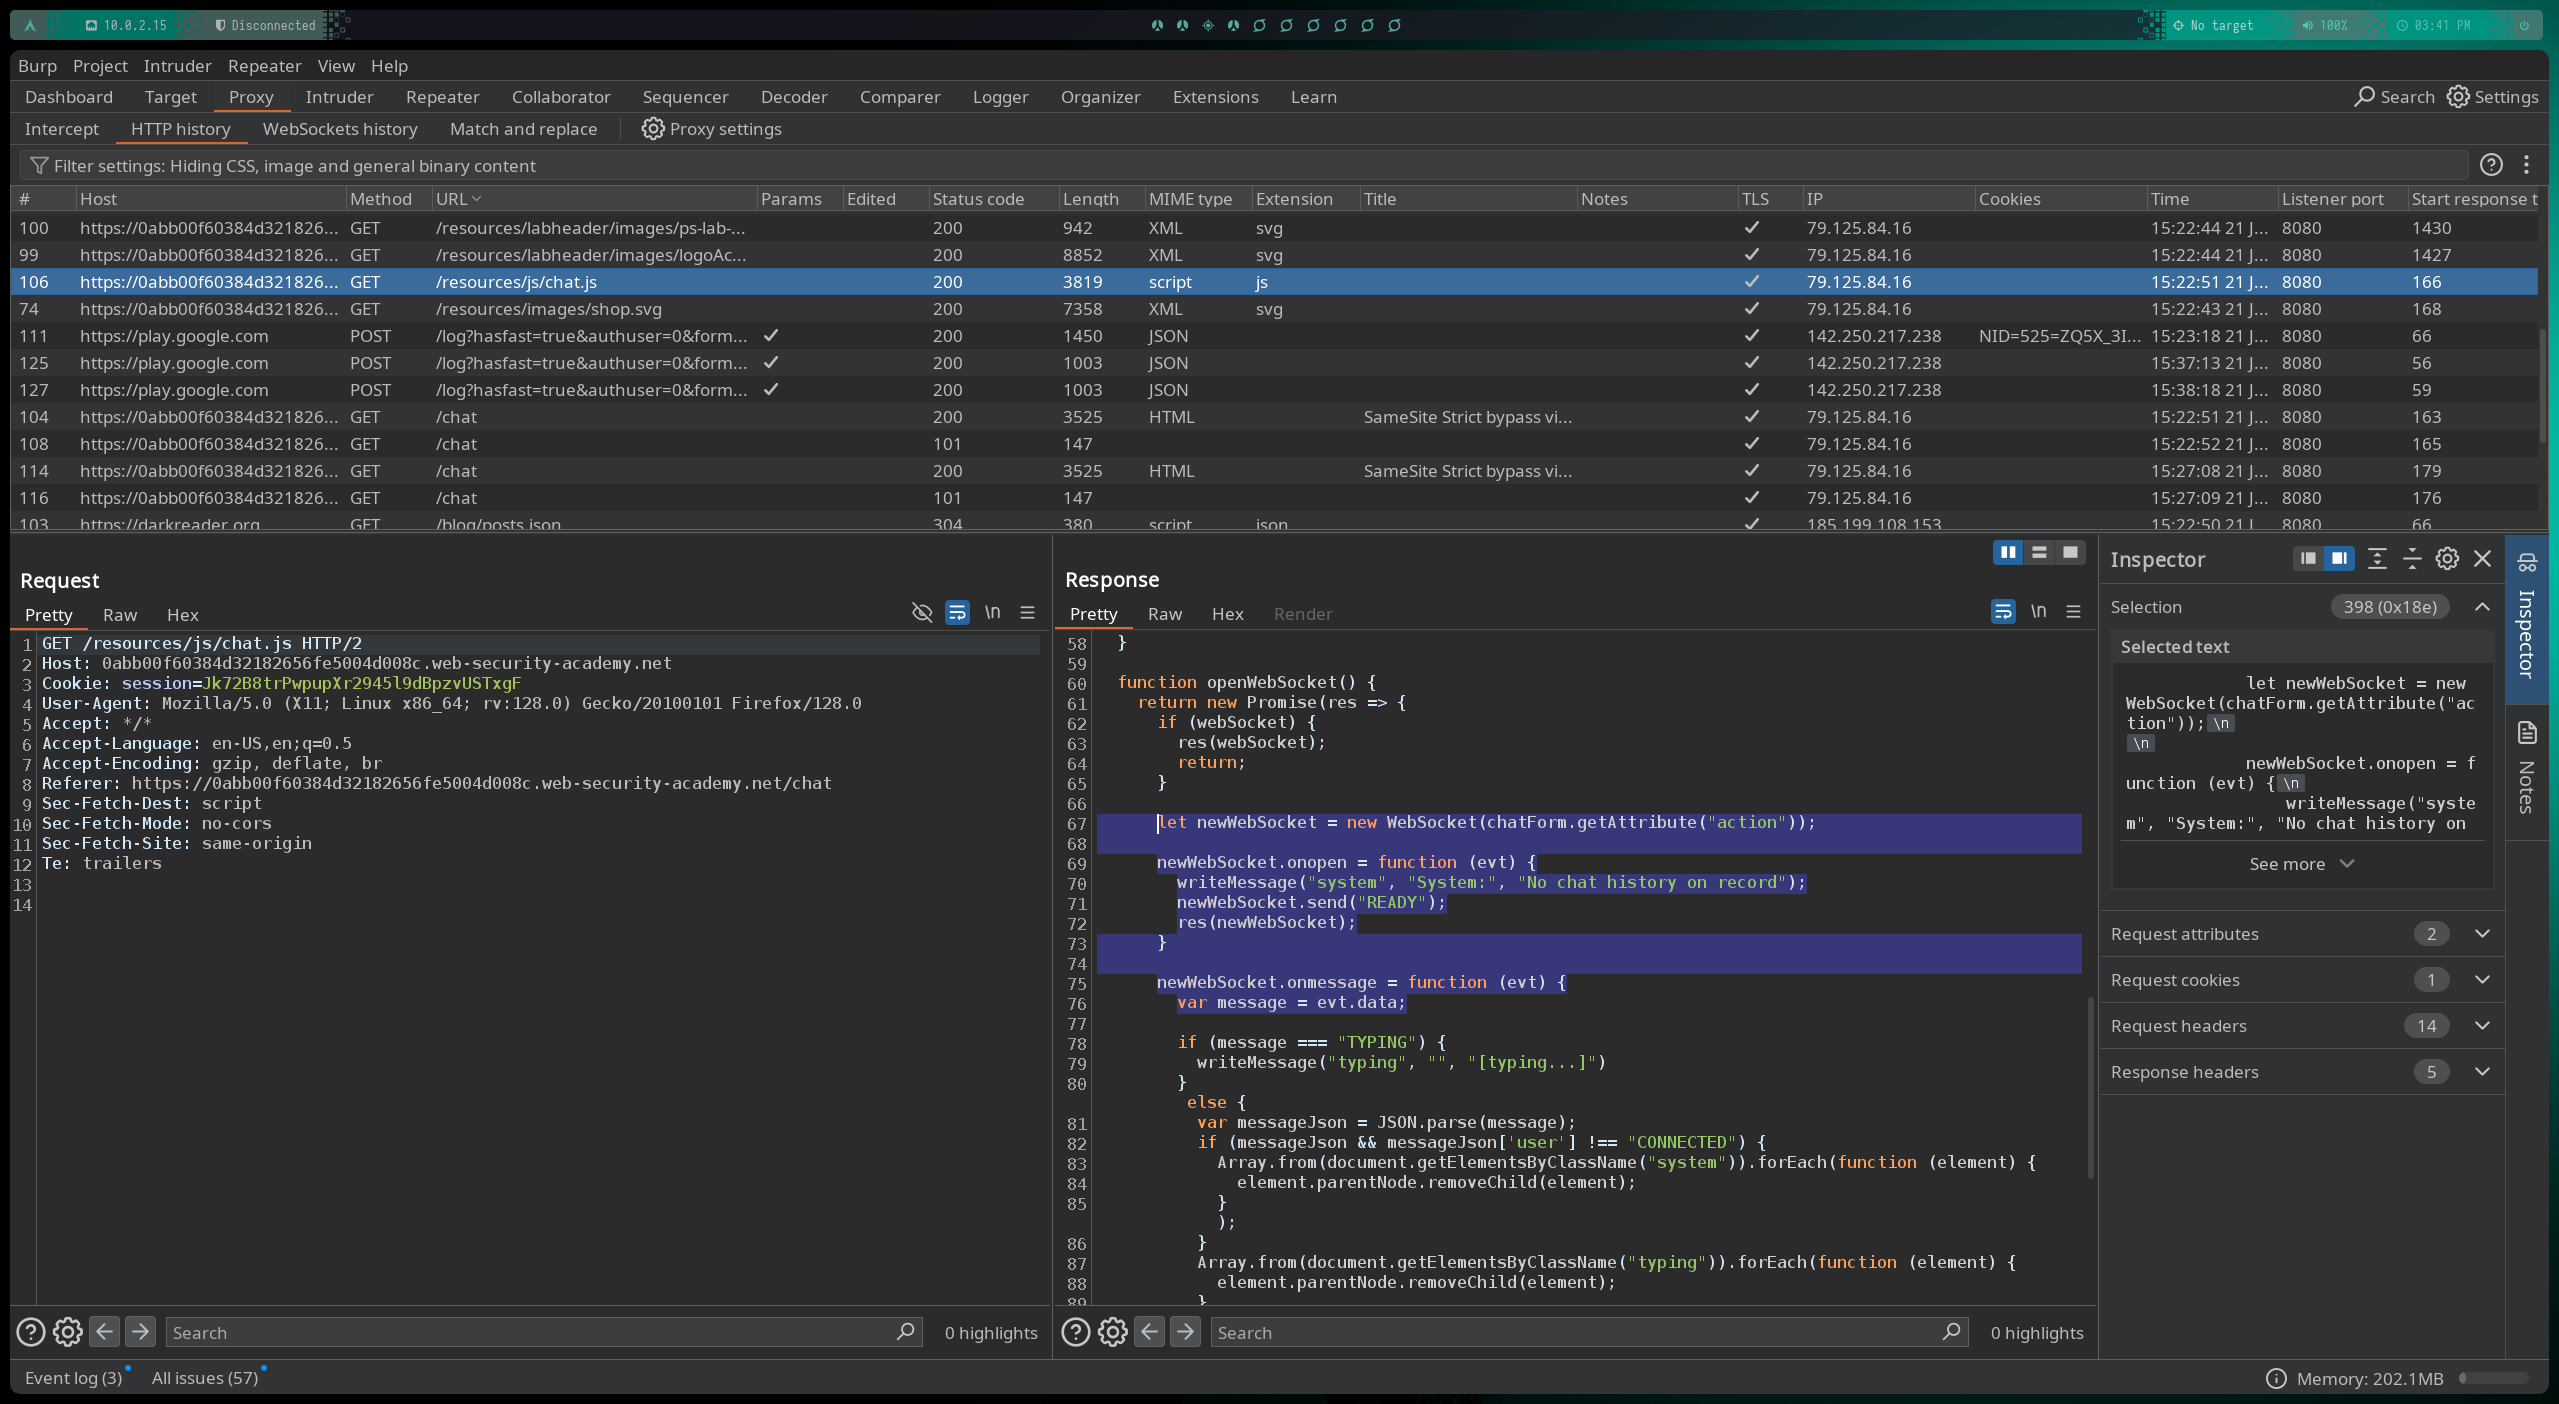 10.0.2.15 Disconnected No target 100% 03:41 PM
Burp Project Intruder Repeater View Help
Dashboard Target Proxy Intruder Repeater Collaborator Sequencer Decoder Comparer Logger Organizer Extensions Learn Search Settings
Intercept HTTP history WebSockets history Match and replace Proxy settings
Filter settings: Hiding CSS, image and general binary content
# Host Method URL Params Edited Status code Length MIME type Extension Title Notes TLS IP Cookies Time Listener port Start response t
100 https://0abb00f60384d321826... GET /resources/labheader/images/ps-lab-... 200 942 XML svg ✓ 79.125.84.16 15:22:44 21 J... 8080 1430
99 https://0abb00f60384d321826... GET /resources/labheader/images/logoAc... 200 8852 XML svg ✓ 79.125.84.16 15:22:44 21 J... 8080 1427
106 https://0abb00f60384d321826... GET /resources/js/chat.js 200 3819 script js ✓ 79.125.84.16 15:22:51 21 J... 8080 166
74 https://0abb00f60384d321826... GET /resources/images/shop.svg 200 7358 XML svg ✓ 79.125.84.16 15:22:43 21 J... 8080 168
111 https://play.google.com POST /log?hasfast=true&authuser=0&form... ✓ 200 1450 JSON ✓ 142.250.217.238 NID=525=ZQ5X_3I... 15:23:18 21 J... 8080 66
125 https://play.google.com POST /log?hasfast=true&authuser=0&form... ✓ 200 1003 JSON ✓ 142.250.217.238 15:37:13 21 J... 8080 56
127 https://play.google.com POST /log?hasfast=true&authuser=0&form... ✓ 200 1003 JSON ✓ 142.250.217.238 15:38:18 21 J... 8080 59
104 https://0abb00f60384d321826... GET /chat 200 3525 HTML SameSite Strict bypass vi... ✓ 79.125.84.16 15:22:51 21 J... 8080 163
108 https://0abb00f60384d321826... GET /chat 101 147 ✓ 79.125.84.16 15:22:52 21 J... 8080 165
114 https://0abb00f60384d321826... GET /chat 200 3525 HTML SameSite Strict bypass vi... ✓ 79.125.84.16 15:27:08 21 J... 8080 179
116 https://0abb00f60384d321826... GET /chat 101 147 ✓ 79.125.84.16 15:27:09 21 J... 8080 176
103 https://darkreader.org GET /blog/posts.json 304 380 script json ✓ 185.199.108.153 15:22:50 21 J... 8080 66
Request
Pretty Raw Hex \n
1 GET /resources/js/chat.js HTTP/2
2 Host: 0abb00f60384d32182656fe5004d008c.web-security-academy.net
3 Cookie: session=Jk72B8trPwpupXr2945l9dBpzvUSTxgF
4 User-Agent: Mozilla/5.0 (X11; Linux x86_64; rv:128.0) Gecko/20100101 Firefox/128.0
5 Accept: */*
6 Accept-Language: en-US,en;q=0.5
7 Accept-Encoding: gzip, deflate, br
8 Referer: https://0abb00f60384d32182656fe5004d008c.web-security-academy.net/chat
9 Sec-Fetch-Dest: script
10 Sec-Fetch-Mode: no-cors
11 Sec-Fetch-Site: same-origin
12 Te: trailers
13
14
Search 0 highlights
Response
Pretty Raw Hex Render \n
58 }
59
60 function openWebSocket() {
61 return new Promise(res => {
62 if (webSocket) {
63 res(webSocket);
64 return;
65 }
66
67 let newWebSocket = new WebSocket(chatForm.getAttribute("action"));
68
69 newWebSocket.onopen = function (evt) {
70 writeMessage("system", "System:", "No chat history on record");
71 newWebSocket.send("READY");
72 res(newWebSocket);
73 }
74
75 newWebSocket.onmessage = function (evt) {
76 var message = evt.data;
77
78 if (message === "TYPING") {
79 writeMessage("typing", "", "[typing...]")
80 }
else {
81 var messageJson = JSON.parse(message);
82 if (messageJson && messageJson['user'] !== "CONNECTED") {
83 Array.from(document.getElementsByClassName("system")).forEach(function (element) {
84 element.parentNode.removeChild(element);
85 }
);
86 }
87 Array.from(document.getElementsByClassName("typing")).forEach(function (element) {
88 element.parentNode.removeChild(element);
89 }
Search 0 highlights
Inspector
Selection 398 (0x18e)
Selected text
let newWebSocket = new
WebSocket(chatForm.getAttribute("ac
tion")); \n
\n
newWebSocket.onopen = f
unction (evt) { \n
writeMessage("syste
m", "System:", "No chat history on
See more
Request attributes 2
Request cookies 1
Request headers 14
Response headers 5
Inspector
Notes
Event log (3) All issues (57) Memory: 202.1MB